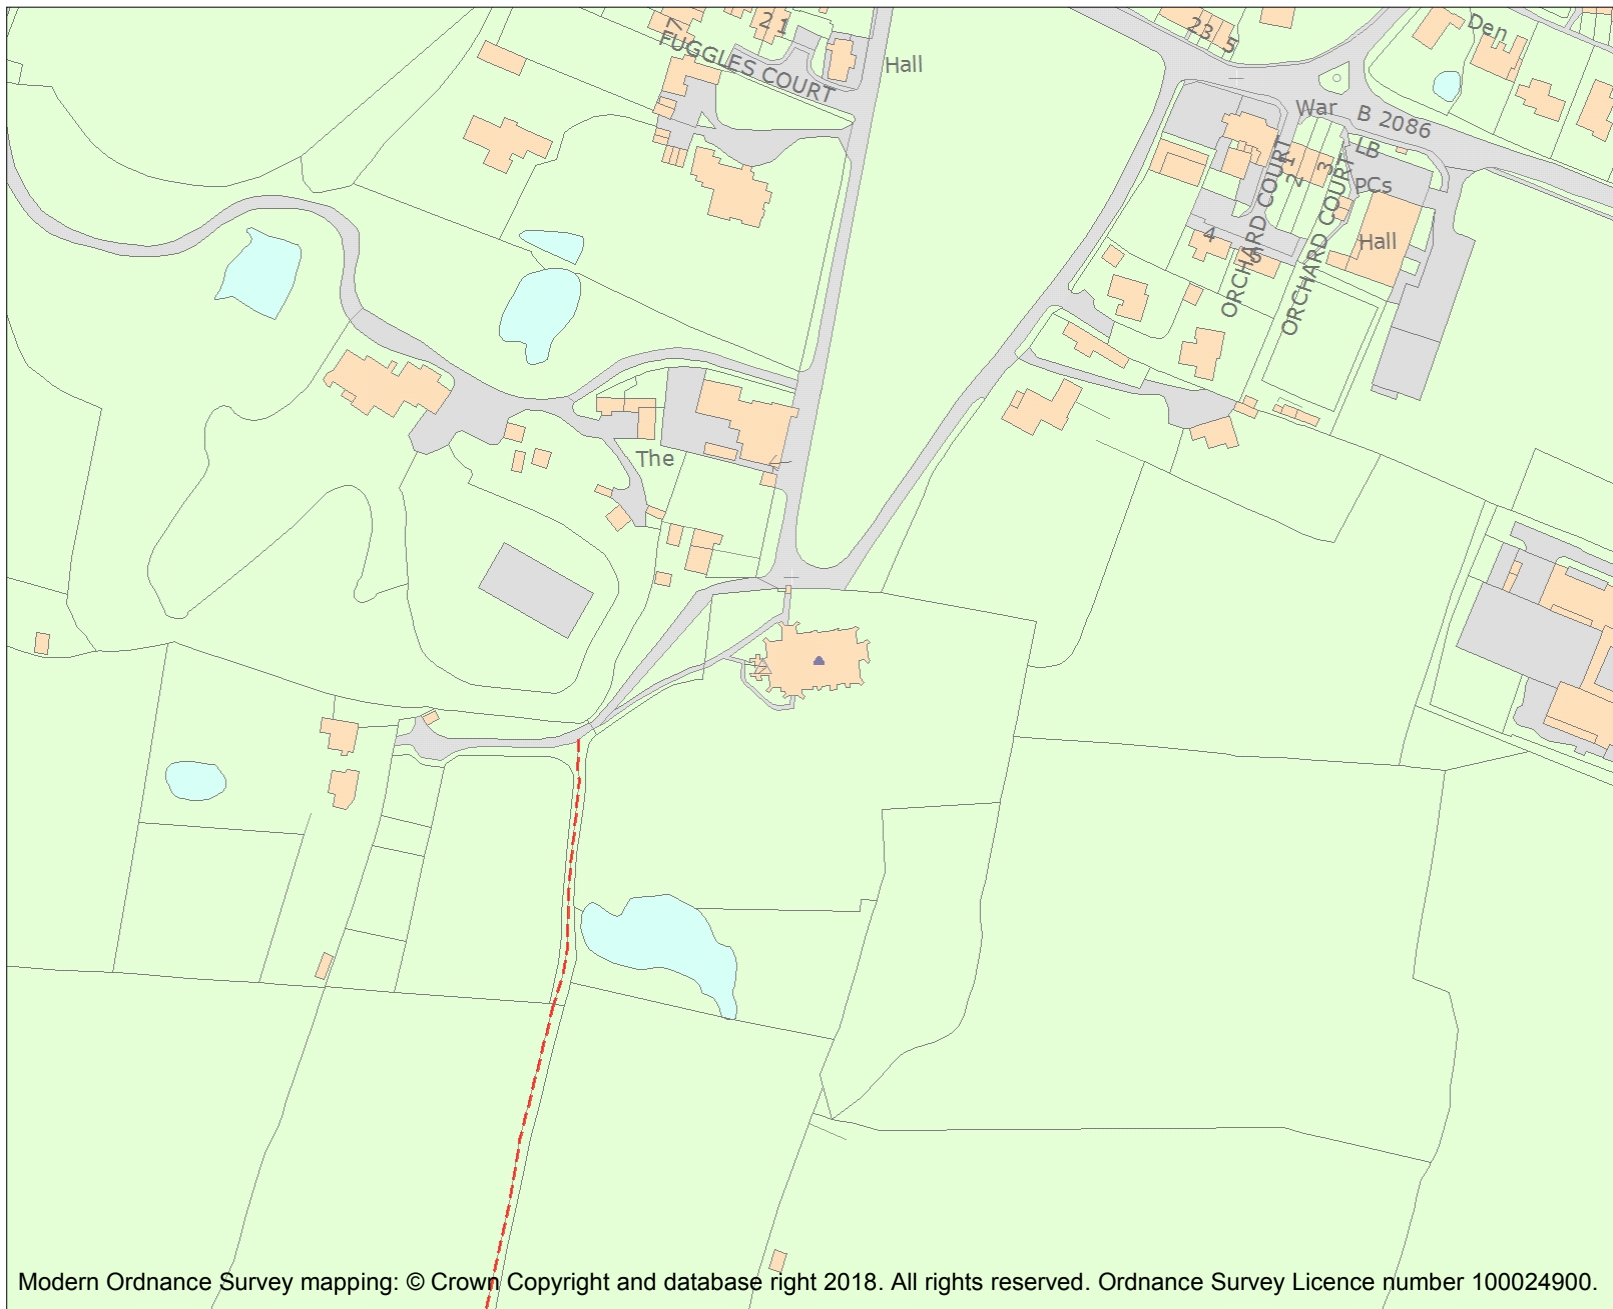 7
2 1
FUGGLES COURT
Hall
23 5
Den
War
B 2086
LB
PCs
ORCHARD COURT
1
2
3
ORCHARD COURT
4
5
Hall
The
Modern Ordnance Survey mapping: © Crown Copyright and database right 2018. All rights reserved. Ordnance Survey Licence number 100024900.